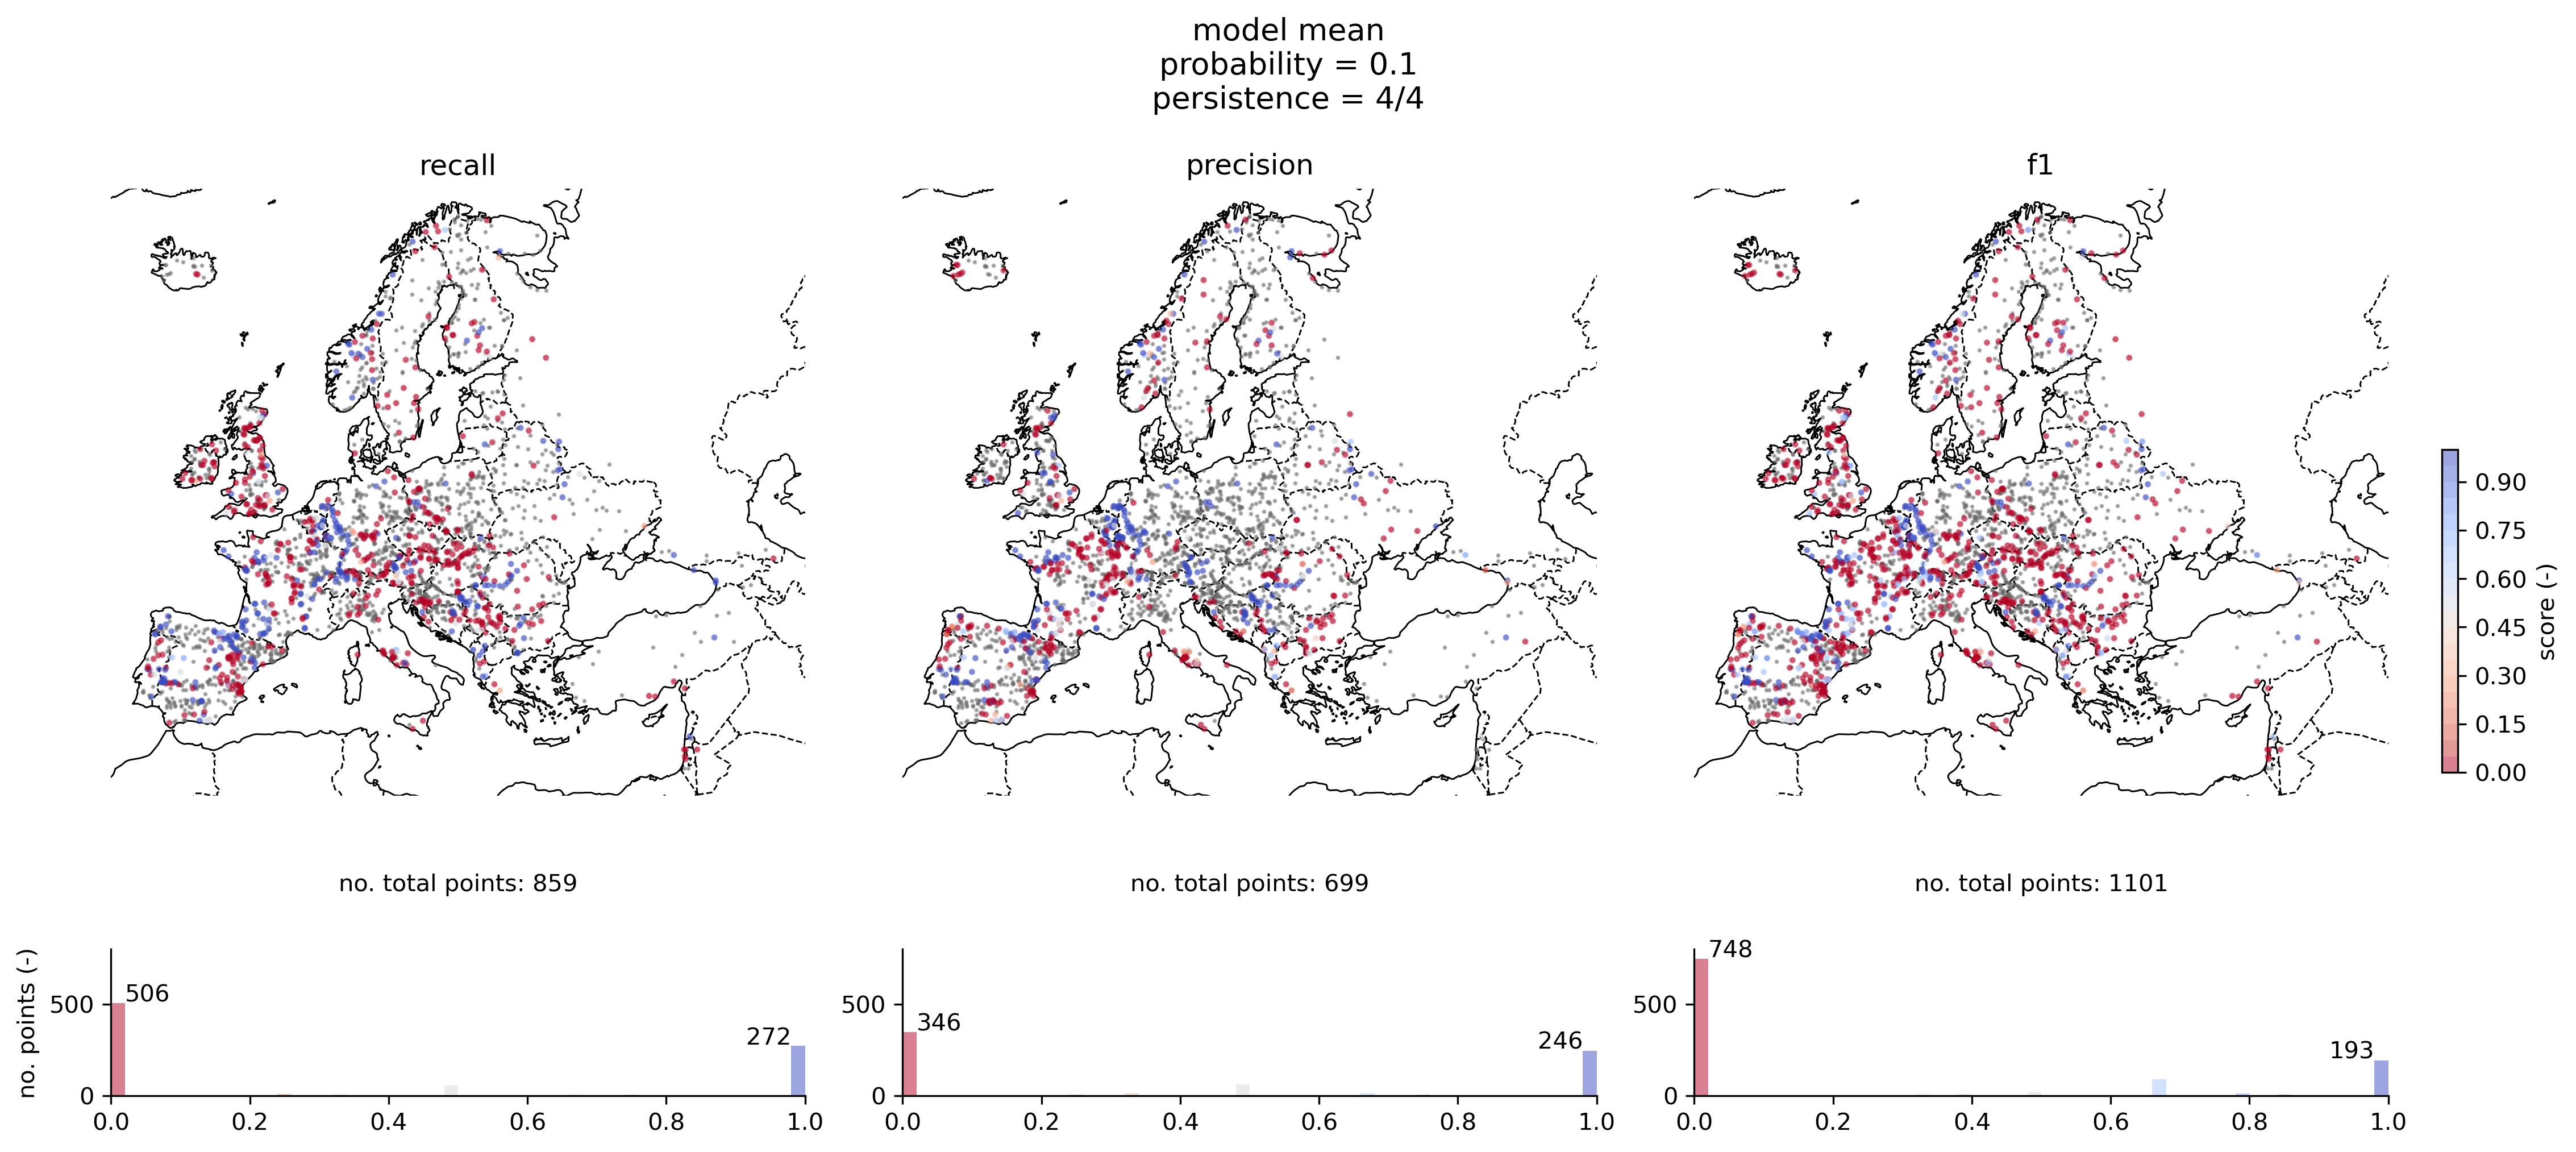 model mean
probability = 0.1
persistence = 4/4
recall
precision
f1
0.90
0.75
0.60
0.45
0.30
0.15
0.00
score (-)
no. total points: 859
no. total points: 699
no. total points: 1101
no. points (-)
500
0
506
272
0.0 0.2 0.4 0.6 0.8 1.0
500
0
346
246
0.0 0.2 0.4 0.6 0.8 1.0
500
0
748
193
0.0 0.2 0.4 0.6 0.8 1.0